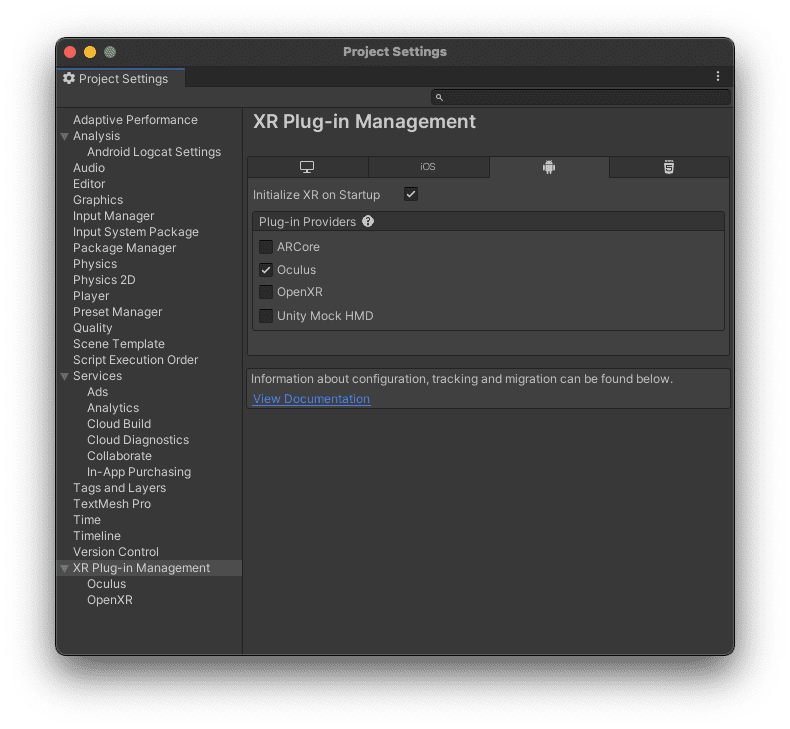 Project Settings
Project Settings
Adaptive Performance
Analysis
Android Logcat Settings
Audio
Editor
Graphics
Input Manager
Input System Package
Package Manager
Physics
Physics 2D
Player
Preset Manager
Quality
Scene Template
Script Execution Order
Services
Ads
Analytics
Cloud Build
Cloud Diagnostics
Collaborate
In-App Purchasing
Tags and Layers
TextMesh Pro
Time
Timeline
Version Control
XR Plug-in Management
Oculus
OpenXR
XR Plug-in Management
iOS
Initialize XR on Startup
Plug-in Providers
ARCore
Oculus
OpenXR
Unity Mock HMD
Information about configuration, tracking and migration can be found below.
View Documentation